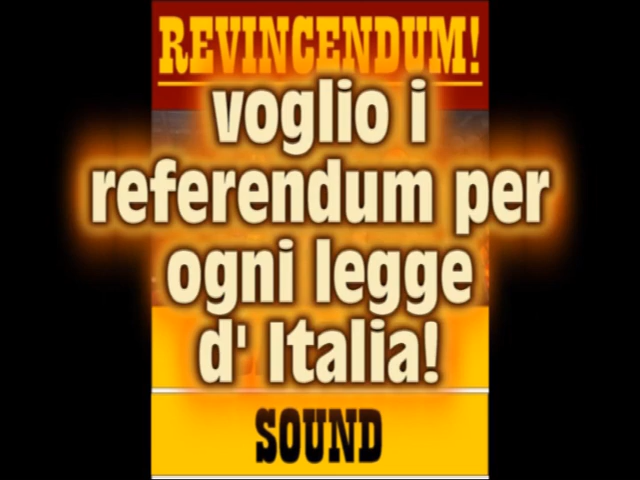 REVINCENDUM!
voglio i
referendum per
ogni legge
d' Italia!
SOUND